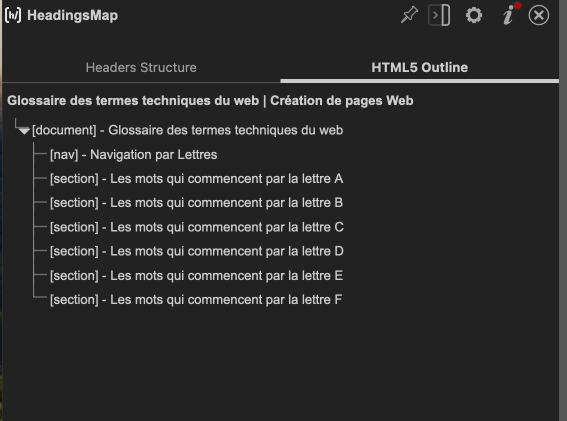 [h/] HeadingsMap
Headers Structure
HTML5 Outline
Glossaire des termes techniques du web | Création de pages Web
[document] - Glossaire des termes techniques du web
[nav] - Navigation par Lettres
[section] - Les mots qui commencent par la lettre A
[section] - Les mots qui commencent par la lettre B
[section] - Les mots qui commencent par la lettre C
[section] - Les mots qui commencent par la lettre D
[section] - Les mots qui commencent par la lettre E
[section] - Les mots qui commencent par la lettre F